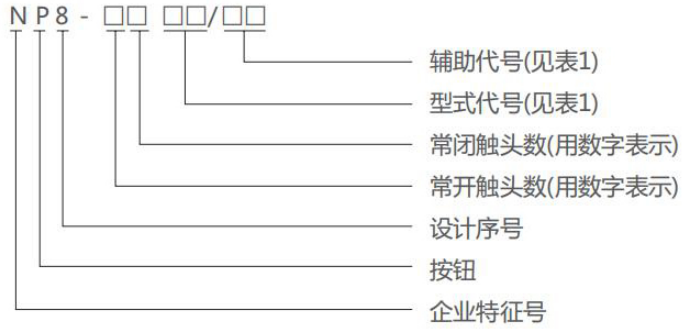 NP8-□□ □□/□□
辅助代号(见表1)
型式代号(见表1)
常闭触头数(用数字表示)
常开触头数(用数字表示)
设计序号
按钮
企业特征号